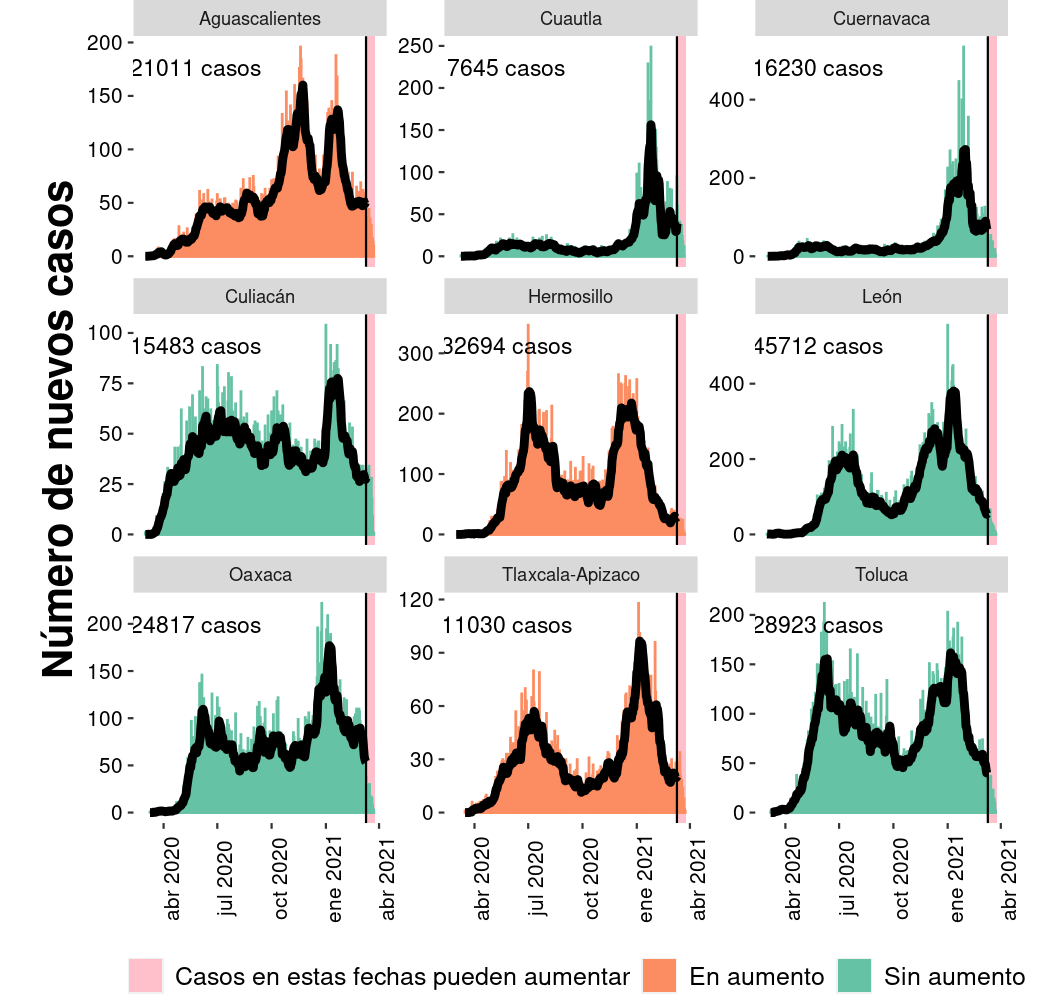 Número de nuevos casos
Aguascalientes
Cuautla
Cuernavaca
200
150
100
50
0
21011 casos
250
200
150
100
50
0
7645 casos
400
200
0
16230 casos
Culiacán
Hermosillo
León
100
75
50
25
0
15483 casos
300
200
100
0
32694 casos
400
200
0
45712 casos
Oaxaca
Tlaxcala-Apizaco
Toluca
200
150
100
50
0
24817 casos
120
90
60
30
0
11030 casos
200
150
100
50
0
28923 casos
abr 2020
jul 2020
oct 2020
ene 2021
abr 2021
abr 2020
jul 2020
oct 2020
ene 2021
abr 2021
abr 2020
jul 2020
oct 2020
ene 2021
abr 2021
Casos en estas fechas pueden aumentar
En aumento
Sin aumento